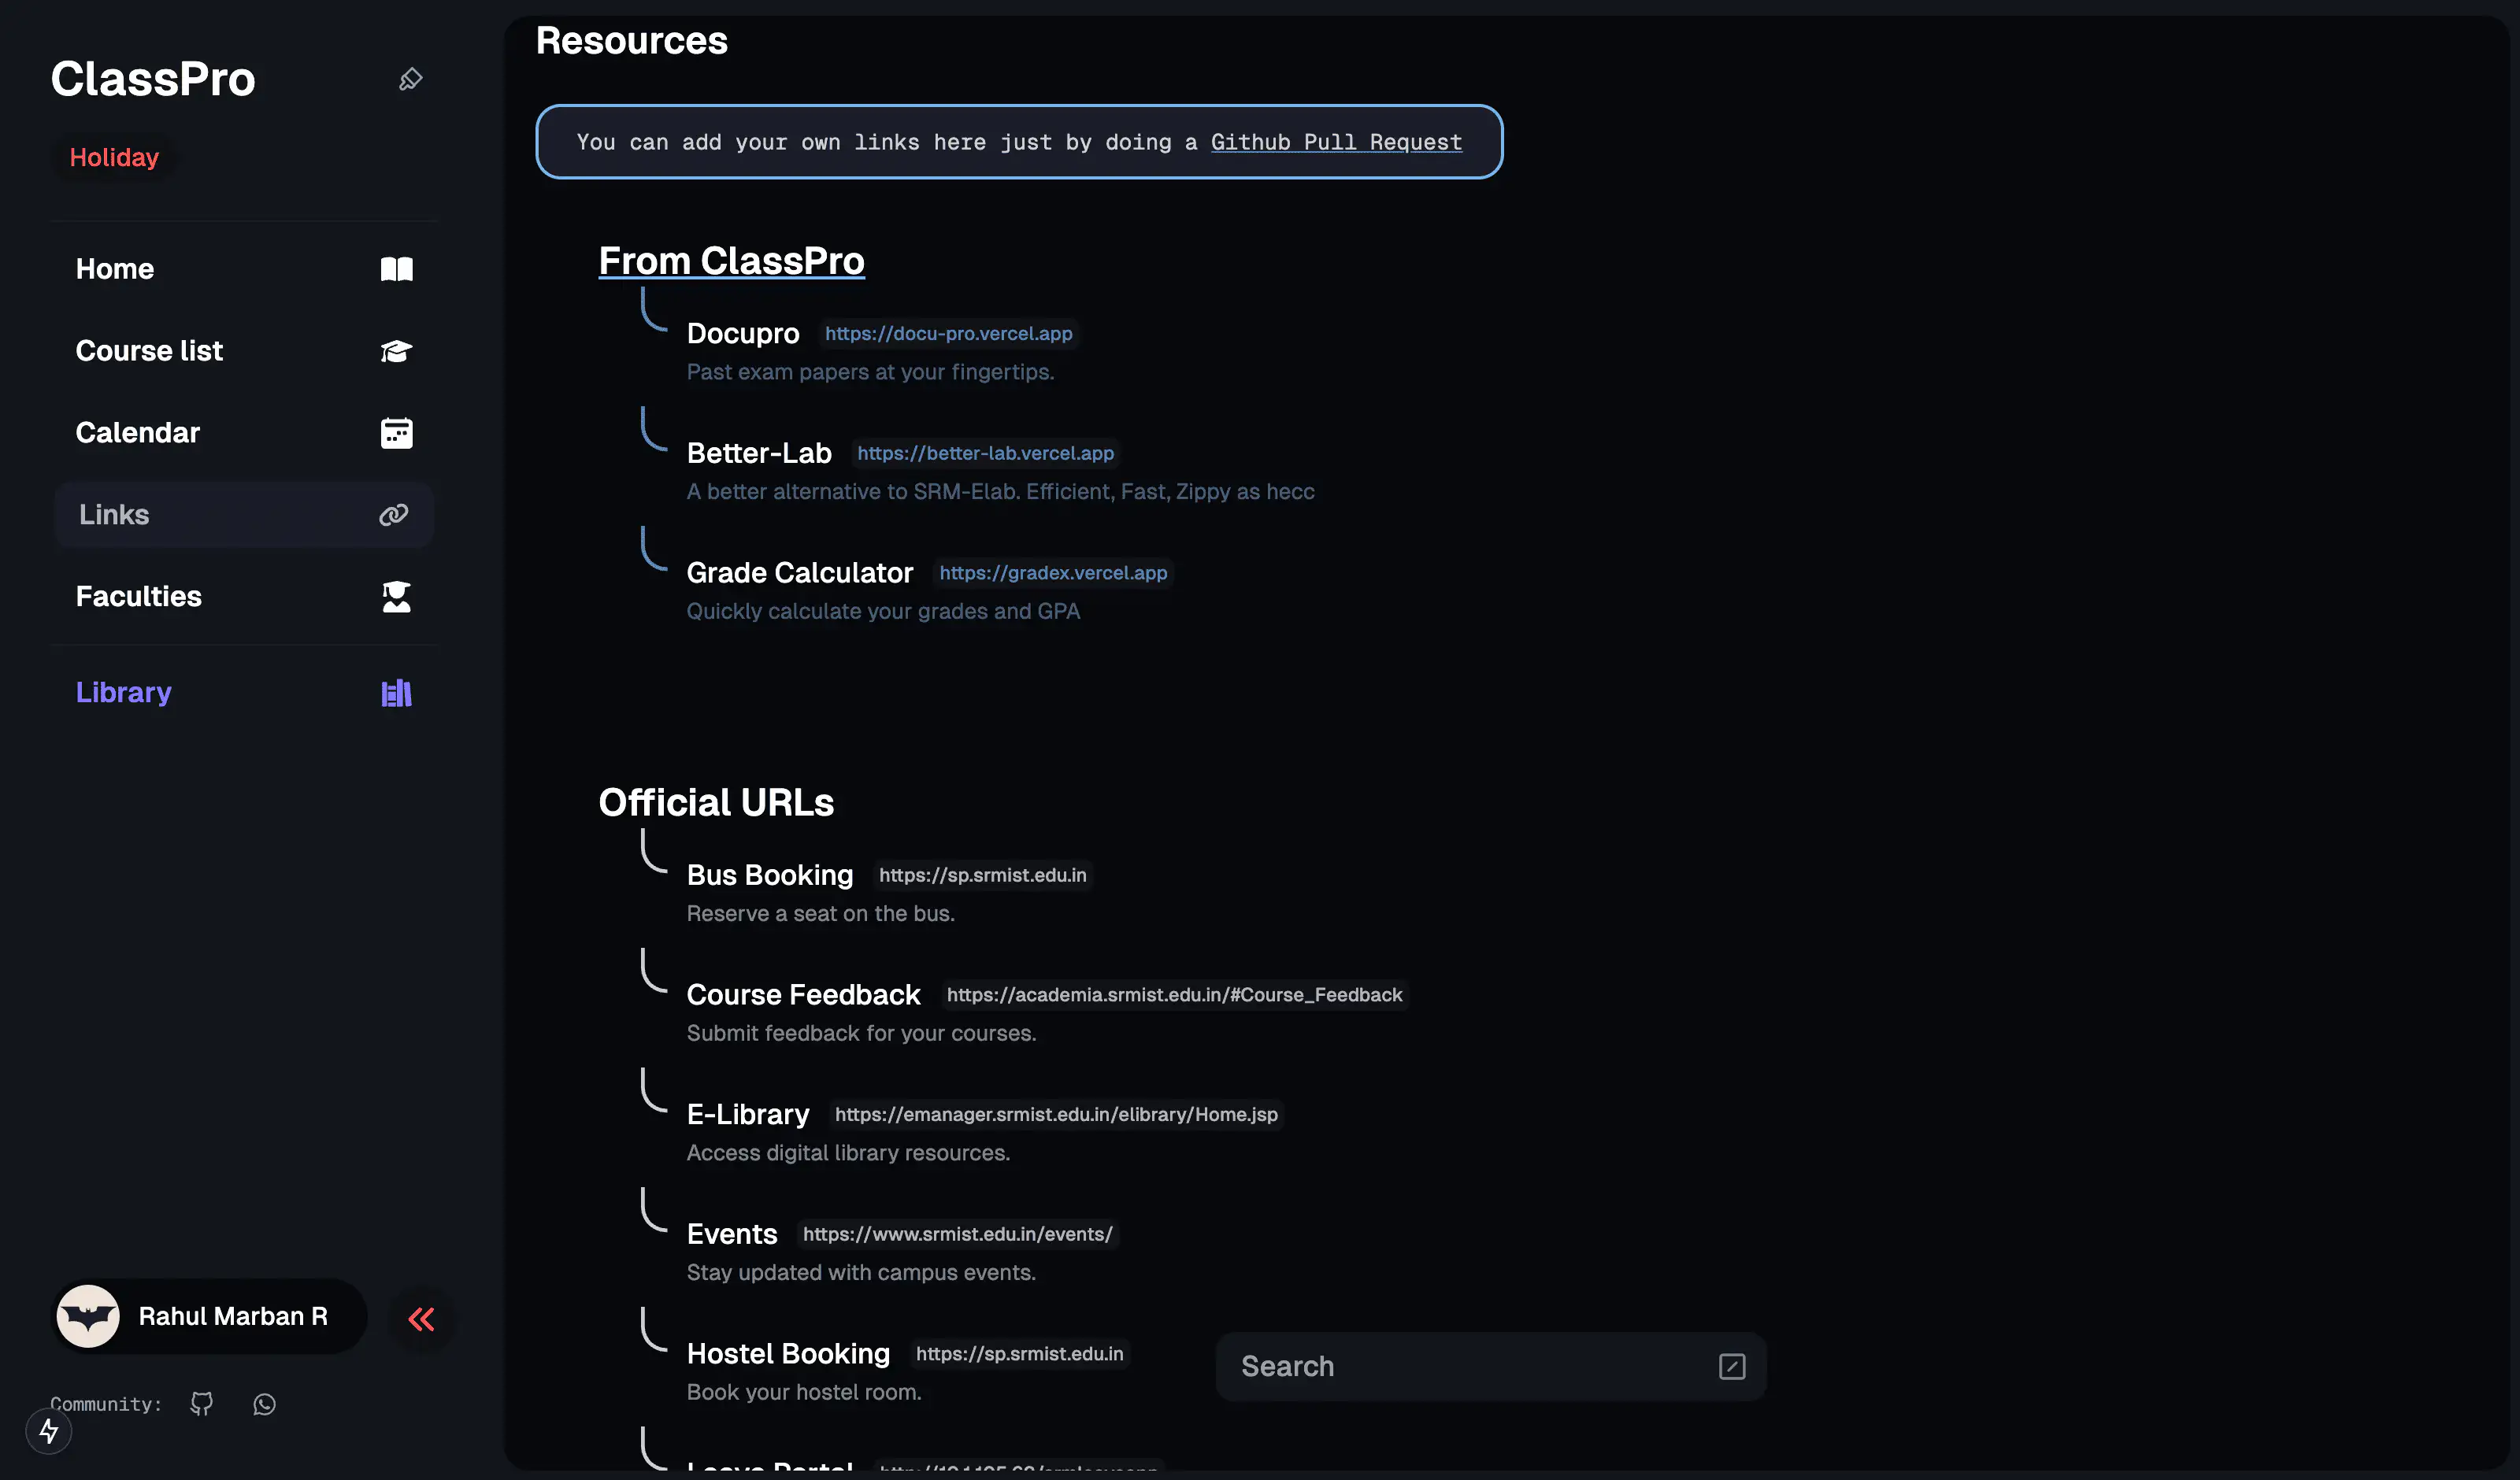 ClassPro
Holiday
Home
Course list
Calendar
Links
Faculties
Library
Rahul Marban R
Community:
Resources
You can add your own links here just by doing a Github Pull Request
From ClassPro
Docupro https://docu-pro.vercel.app
Past exam papers at your fingertips.
Better-Lab https://better-lab.vercel.app
A better alternative to SRM-Elab. Efficient, Fast, Zippy as hecc
Grade Calculator https://gradex.vercel.app
Quickly calculate your grades and GPA
Official URLs
Bus Booking https://sp.srmist.edu.in
Reserve a seat on the bus.
Course Feedback https://academia.srmist.edu.in/#Course_Feedback
Submit feedback for your courses.
E-Library https://emanager.srmist.edu.in/elibrary/Home.jsp
Access digital library resources.
Events https://www.srmist.edu.in/events/
Stay updated with campus events.
Hostel Booking https://sp.srmist.edu.in
Book your hostel room.
Search
Leave Portal